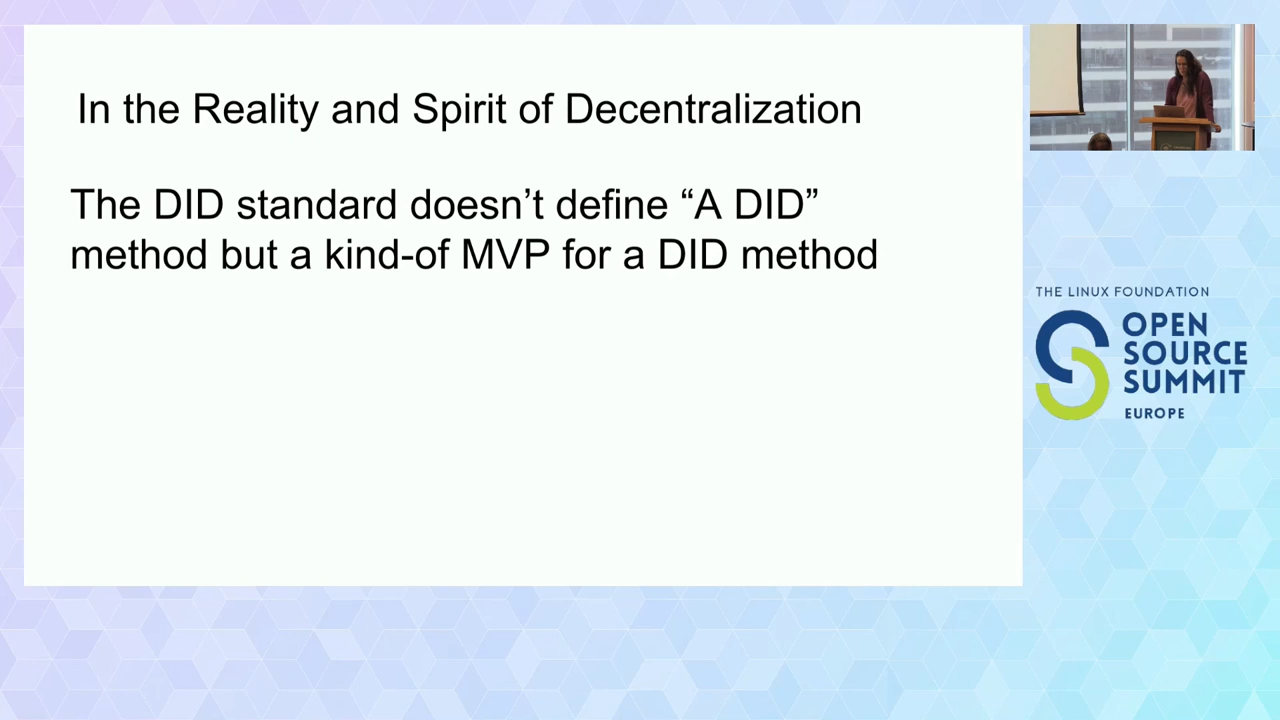 In the Reality and Spirit of Decentralization
The DID standard doesn’t define “A DID”
method but a kind-of MVP for a DID method
THE LINUX FOUNDATION
OPEN
SOURCE
SUMMIT
EUROPE